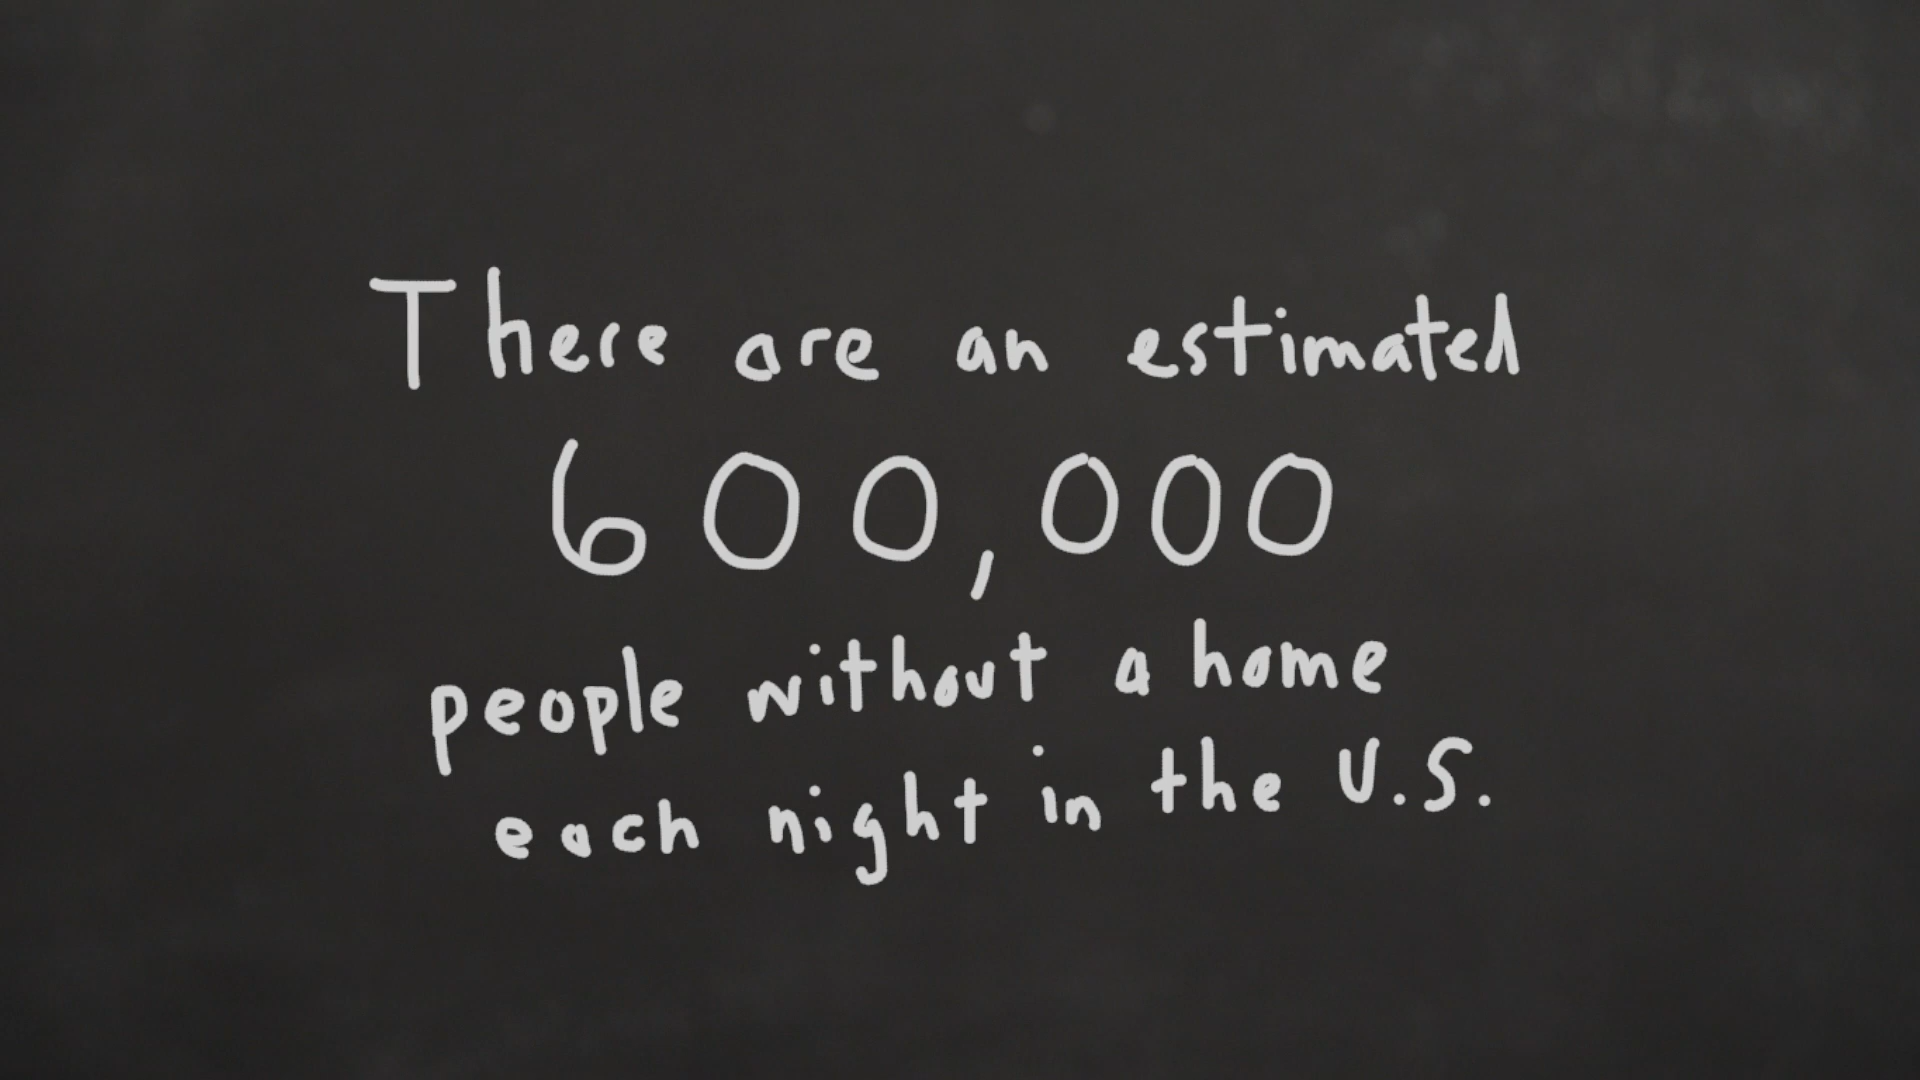 There are an estimated
600,000
people without a home
each night in the U.S.